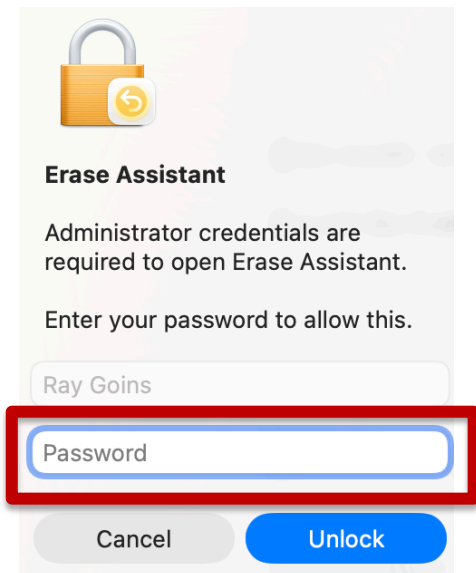 Erase Assistant
Administrator credentials are
required to open Erase Assistant.
Enter your password to allow this.
Ray Goins
Password
Cancel Unlock